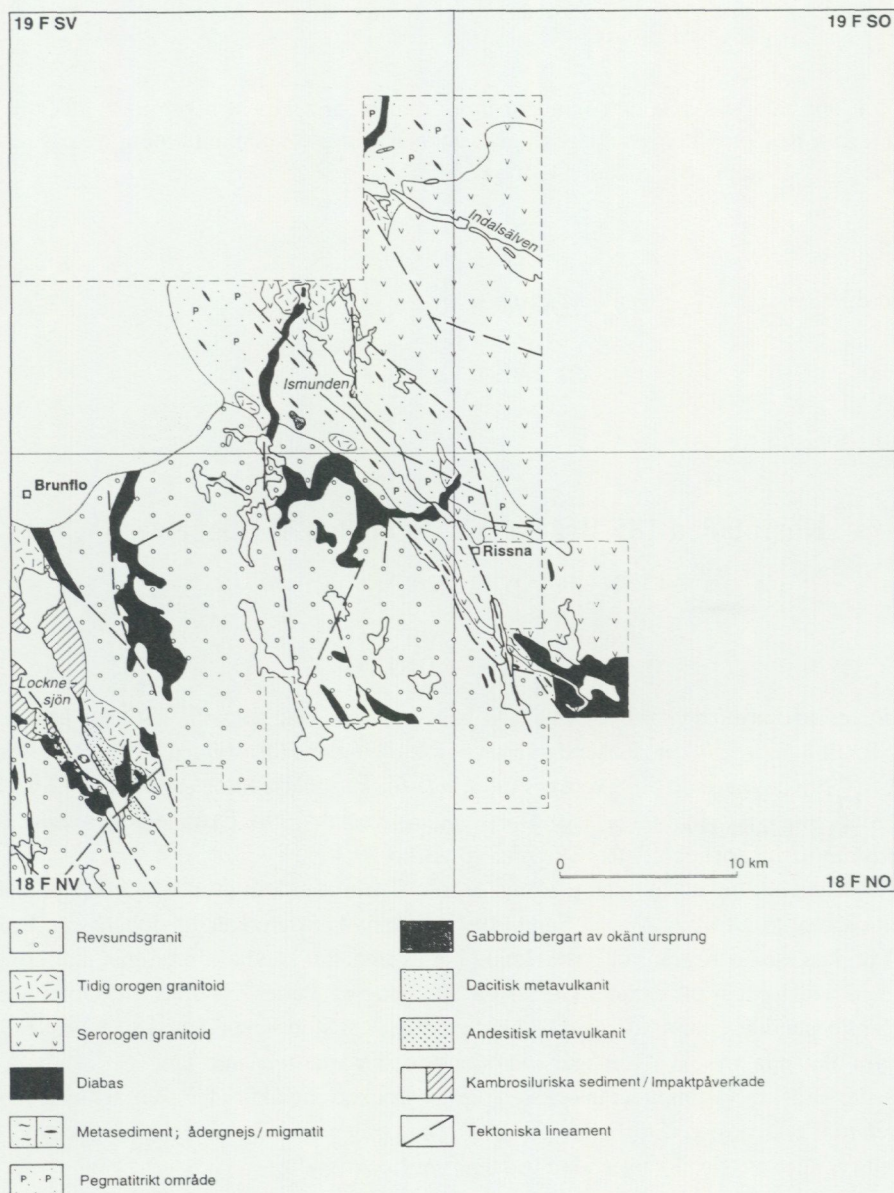 19 F SV
19 F SO
P
P
P
P
Indalsälven
P
P
P
Ismunden
P
Brunflo
P
P
P
Rissna
Lockne-
sjön
0
10 km
18 F NV
18 F NO
Revsundsgranit
Tidig orogen granitoid
Serorogen granitoid
Diabas
Metasediment; ådergnejs / migmatit
P P
Pegmatitrikt område
Gabbroid bergart av okänt ursprung
Dacitisk metavulkanit
Andesitisk metavulkanit
Kambrosiluriska sediment / Impaktpåverkade
Tektoniska lineament